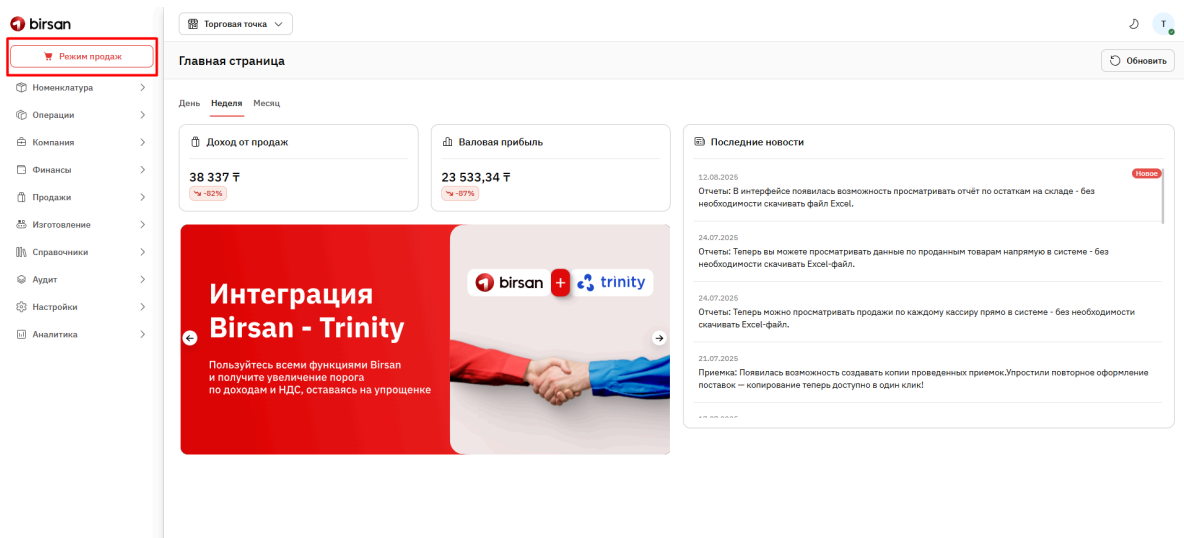 birsan
Торговая точка
T
Режим продаж
Главная страница
Обновить
Номенклатура
Операции
Компания
Финансы
Продажи
Изготовление
Справочники
Аудит
Настройки
Аналитика
День Неделя Месяц
Доход от продаж
38 337 ₸
-82%
Валовая прибыль
23 533,34 ₸
-87%
Интеграция
Birsan - Trinity
Пользуйтесь всеми функциями Birsan
и получите увеличение порога
по доходам и НДС, оставаясь на упрощенке
birsan + trinity
Последние новости
12.08.2025
Новое
Отчеты: В интерфейсе появилась возможность просматривать отчёт по остаткам на складе - без
необходимости скачивать файл Excel.
24.07.2025
Отчеты: Теперь вы можете просматривать данные по проданным товарам напрямую в системе - без
необходимости скачивать Excel-файл.
24.07.2025
Отчеты: Теперь можно просматривать продажи по каждому кассиру прямо в системе - без необходимости
скачивать Excel-файл.
21.07.2025
Приемка: Появилась возможность создавать копии проведенных приемок.Упростили повторное оформление
поставок — копирование теперь доступно в один клик!